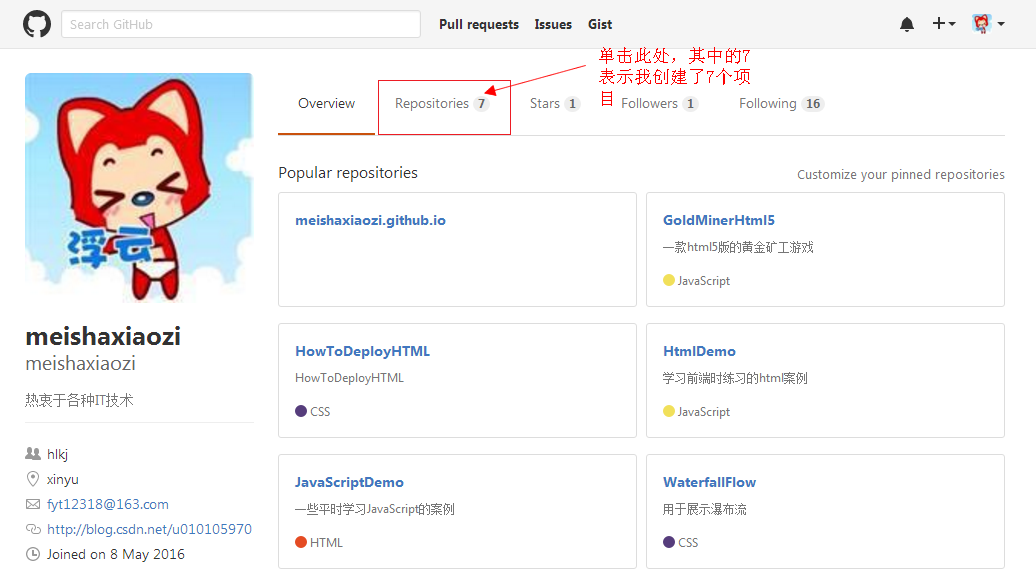 Search GitHub
Pull requests
Issues
Gist
单击此处，其中的7
表示我创建了7个项
目
Overview
Repositories 7
Stars 1
Followers 1
Following 16
浮云
meishaxiaozi
meishaxiaozi
热衷于各种IT技术
hlkj
xinyu
fyt12318@163.com
http://blog.csdn.net/u010105970
Joined on 8 May 2016
Popular repositories
Customize your pinned repositories
meishaxiaozi.github.io
GoldMinerHtml5
一款html5版的黄金矿工游戏
JavaScript
HowToDeployHTML
HowToDeployHTML
CSS
HtmlDemo
学习前端时练习的html案例
JavaScript
JavaScriptDemo
一些平时学习JavaScript的案例
HTML
WaterfallFlow
用于展示瀑布流
CSS